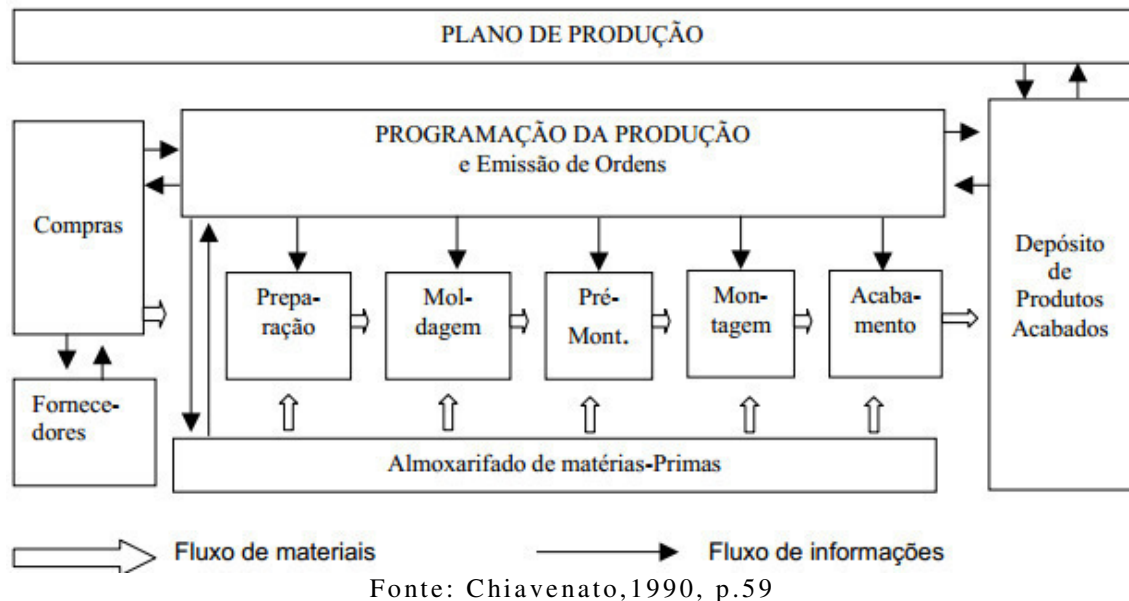 PLANO DE PRODUÇÃO
PROGRAMAÇÃO DA PRODUÇÃO
e Emissão de Ordens
Compras
Prepa-
ração
Mol-
dagem
Pré-
Mont.
Mon-
tagem
Acaba-
mento
Depósito
de
Produtos
Acabados
Fornece-
dores
Almoxarifado de matérias-Primas
Fluxo de materiais
Fluxo de informações
Fonte: Chiavenato,1990, p.59